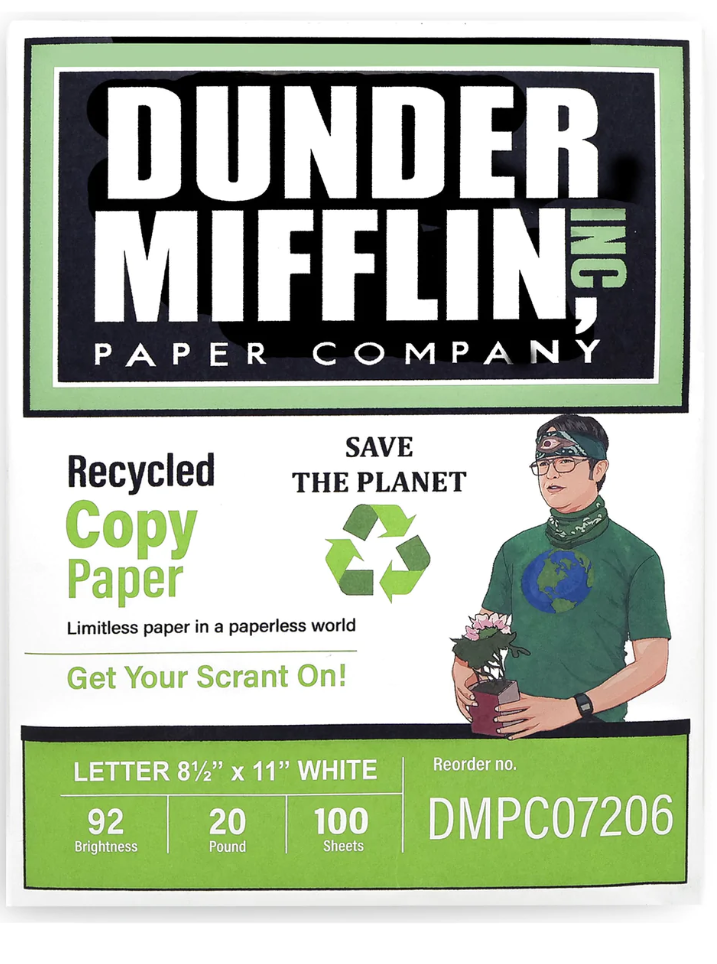 DUNDER
MIFFLIN, INC
PAPER COMPANY
Recycled
Copy
Paper
Limitless paper in a paperless world
Get Your Scrant On!
SAVE
THE PLANET
LETTER 8½” x 11” WHITE
92
Brightness
20
Pound
100
Sheets
Reorder no.
DMPC07206